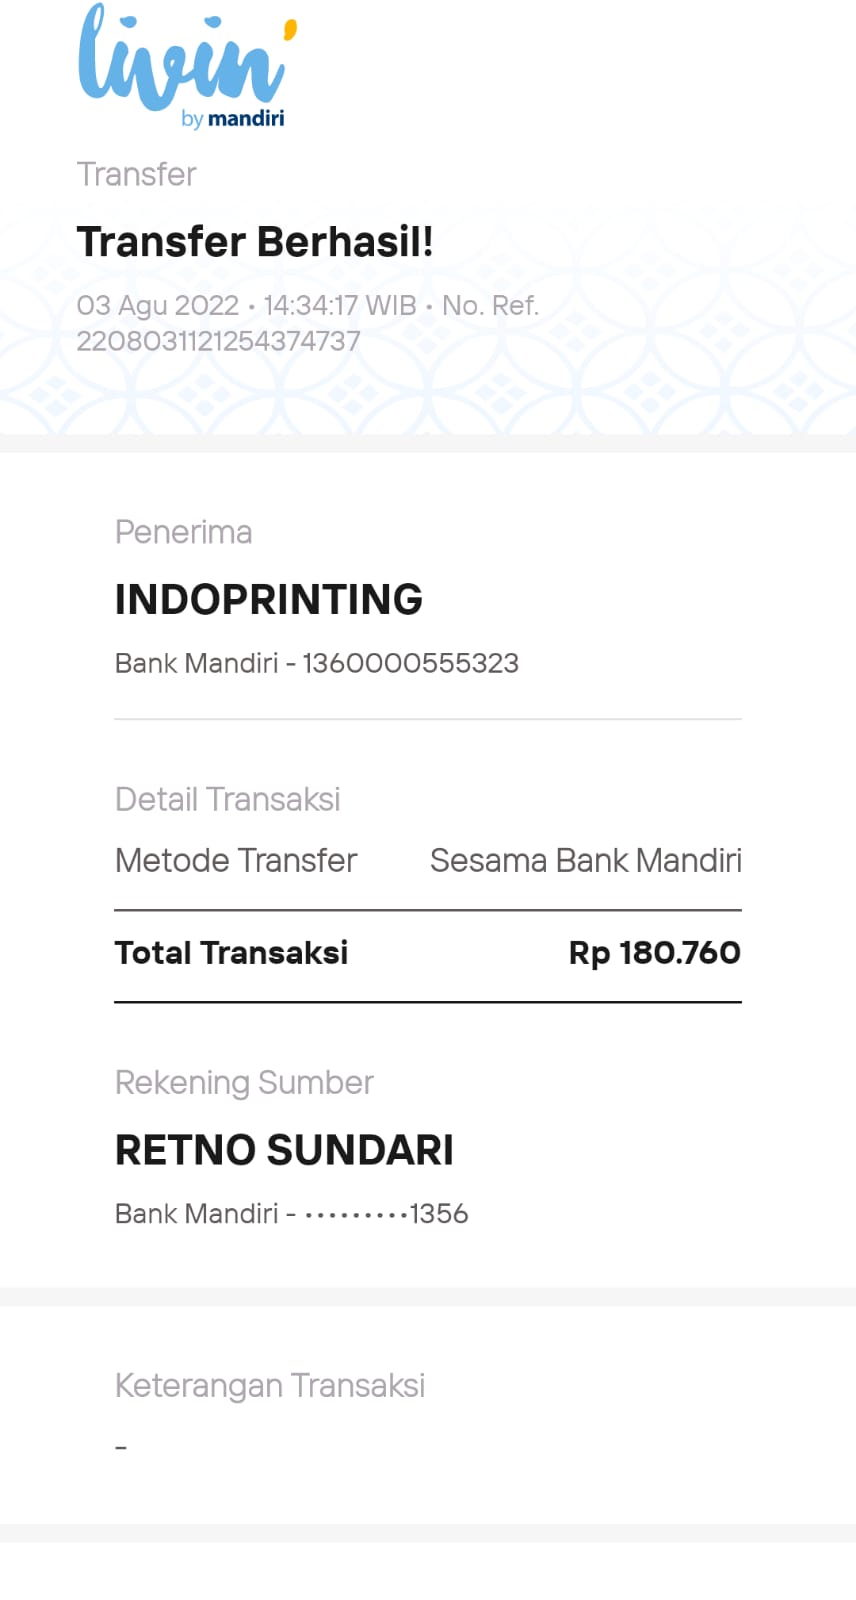 livin'
by mandiri
Transfer
Transfer Berhasil!
03 Agu 2022 • 14:34:17 WIB • No. Ref.
2208031121254374737
Penerima
INDOPRINTING
Bank Mandiri - 1360000555323
Detail Transaksi
Metode Transfer Sesama Bank Mandiri
Total Transaksi Rp 180.760
Rekening Sumber
RETNO SUNDARI
Bank Mandiri - •••••••••1356
Keterangan Transaksi
-